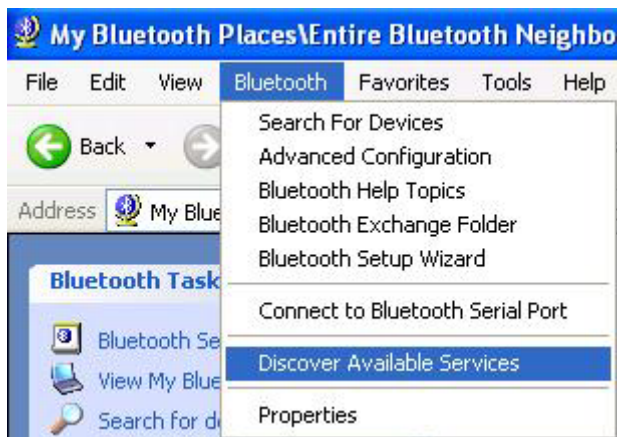 My Bluetooth Places\Entire Bluetooth Neighbo
File Edit View Bluetooth Favorites Tools Help
Search For Devices
Back
Advanced Configuration
Bluetooth Help Topics
Address My Blue
Bluetooth Exchange Folder
Bluetooth Setup Wizard
Bluetooth Task
Connect to Bluetooth Serial Port
Bluetooth Se
Discover Available Services
View My Blue
Search for d
Properties